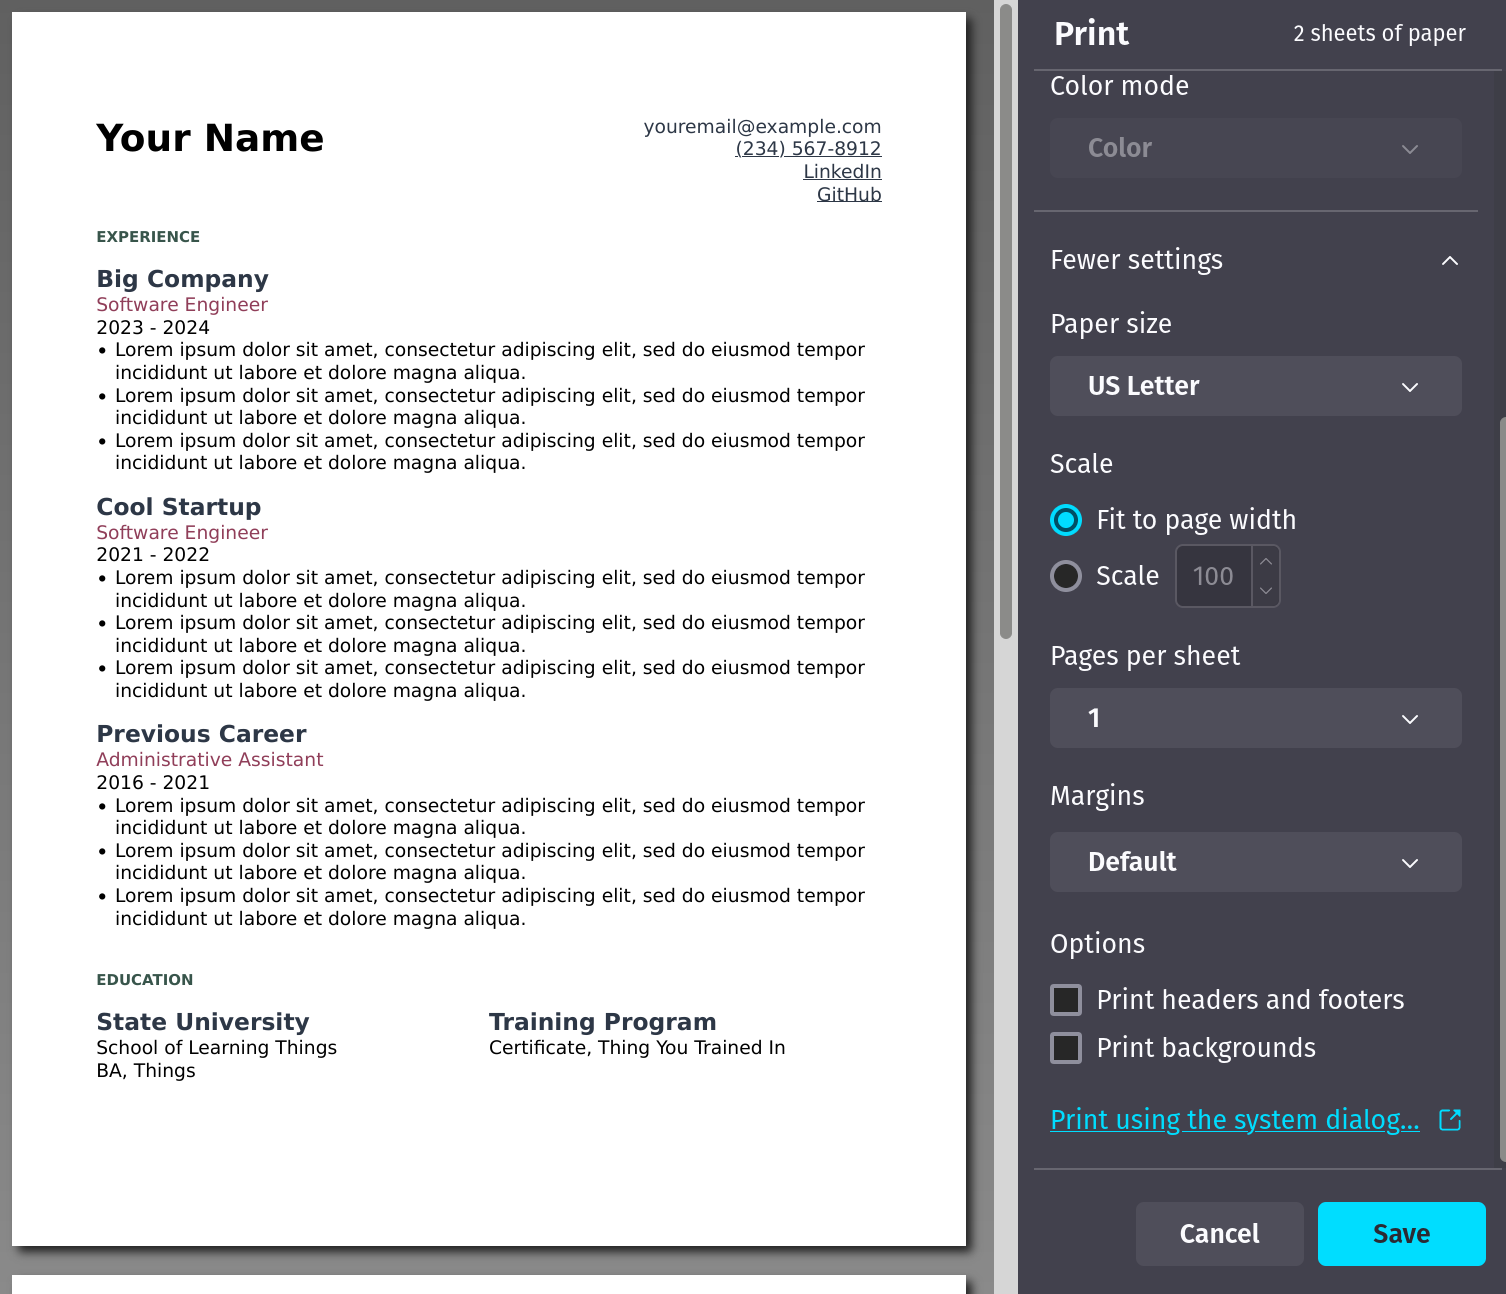 Your Name
youremail@example.com
(234) 567-8912
LinkedIn
GitHub
EXPERIENCE
Big Company
Software Engineer
2023 - 2024
• Lorem ipsum dolor sit amet, consectetur adipiscing elit, sed do eiusmod tempor
incididunt ut labore et dolore magna aliqua.
• Lorem ipsum dolor sit amet, consectetur adipiscing elit, sed do eiusmod tempor
incididunt ut labore et dolore magna aliqua.
• Lorem ipsum dolor sit amet, consectetur adipiscing elit, sed do eiusmod tempor
incididunt ut labore et dolore magna aliqua.
Cool Startup
Software Engineer
2021 - 2022
• Lorem ipsum dolor sit amet, consectetur adipiscing elit, sed do eiusmod tempor
incididunt ut labore et dolore magna aliqua.
• Lorem ipsum dolor sit amet, consectetur adipiscing elit, sed do eiusmod tempor
incididunt ut labore et dolore magna aliqua.
• Lorem ipsum dolor sit amet, consectetur adipiscing elit, sed do eiusmod tempor
incididunt ut labore et dolore magna aliqua.
Previous Career
Administrative Assistant
2016 - 2021
• Lorem ipsum dolor sit amet, consectetur adipiscing elit, sed do eiusmod tempor
incididunt ut labore et dolore magna aliqua.
• Lorem ipsum dolor sit amet, consectetur adipiscing elit, sed do eiusmod tempor
incididunt ut labore et dolore magna aliqua.
• Lorem ipsum dolor sit amet, consectetur adipiscing elit, sed do eiusmod tempor
incididunt ut labore et dolore magna aliqua.
EDUCATION
State University
School of Learning Things
BA, Things
Training Program
Certificate, Thing You Trained In
Print
2 sheets of paper
Color mode
Color
Fewer settings
Paper size
US Letter
Scale
Fit to page width
Scale 100
Pages per sheet
1
Margins
Default
Options
Print headers and footers
Print backgrounds
Print using the system dialog...
Cancel
Save